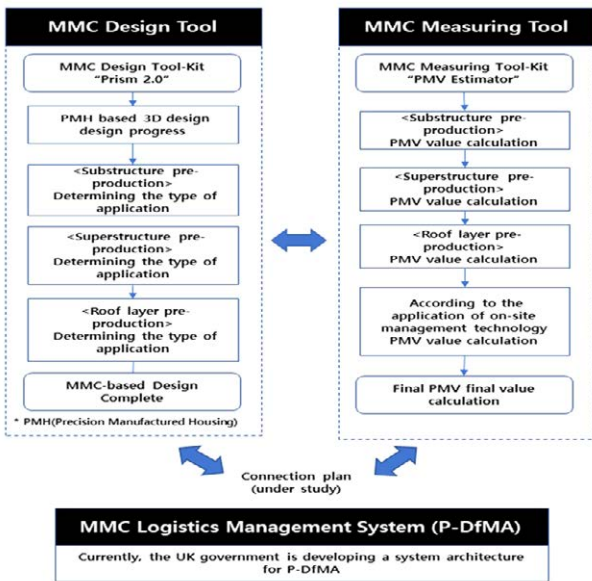 MMC Design Tool
MMC Design Tool-Kit
"Prism 2.0"
PMH based 3D design
design progress
<Substructure pre-
production>
Determining the type of
application
<Superstructure pre-
production>
Determining the type of
application
<Roof layer pre-
production>
Determining the type of
application
MMC-based Design
Complete
* PMH(Precision Manufactured Housing)
MMC Measuring Tool
MMC Measuring Tool-Kit
"PMV Estimator"
<Substructure pre-
production>
PMV value calculation
<Superstructure pre-
production>
PMV value calculation
<Roof layer pre-
production>
PMV value calculation
According to the
application of on-site
management technology
PMV value calculation
Final PMV final value
calculation
Connection plan
(under study)
MMC Logistics Management System (P-DfMA)
Currently, the UK government is developing a system architecture
for P-DfMA